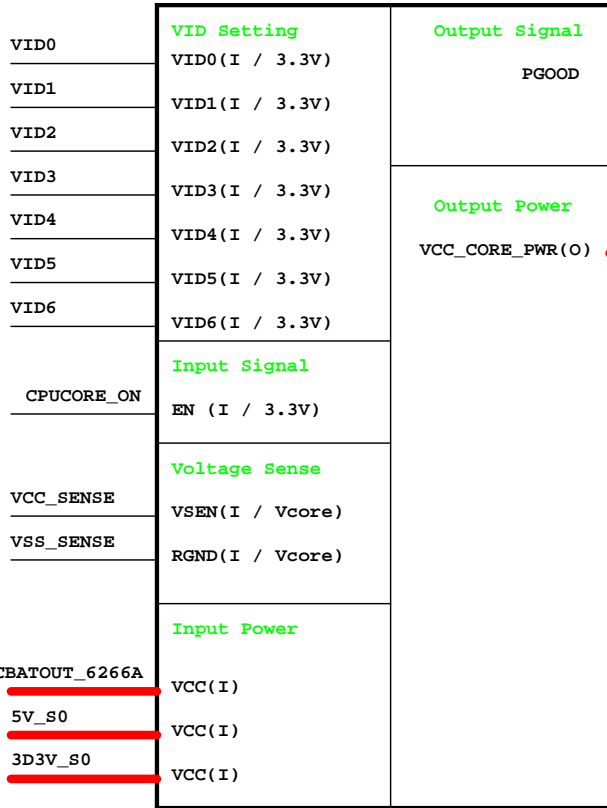 VID Setting
Output Signal
VID0
VID0(I / 3.3V)
PGOOD
VID1
VID1(I / 3.3V)
VID2
VID2(I / 3.3V)
VID3
VID3(I / 3.3V)
Output Power
VID4
VID4(I / 3.3V)
VCC_CORE_PWR(O)
VID5
VID5(I / 3.3V)
VID6
VID6(I / 3.3V)
Input Signal
CPUCORE_ON
EN (I / 3.3V)
Voltage Sense
VCC_SENSE
VSEN(I / Vcore)
VSS_SENSE
RGND(I / Vcore)
Input Power
CBATOUT_6266A
VCC(I)
5V_S0
VCC(I)
3D3V_S0
VCC(I)